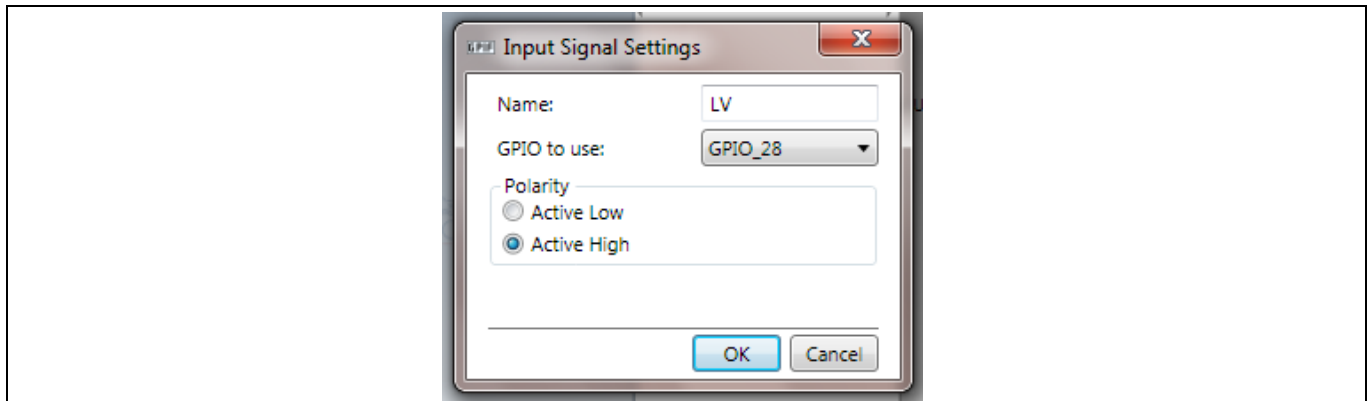 Input Signal Settings
Name: LV
GPIO to use: GPIO_28
Polarity
Active Low
Active High
OK Cancel